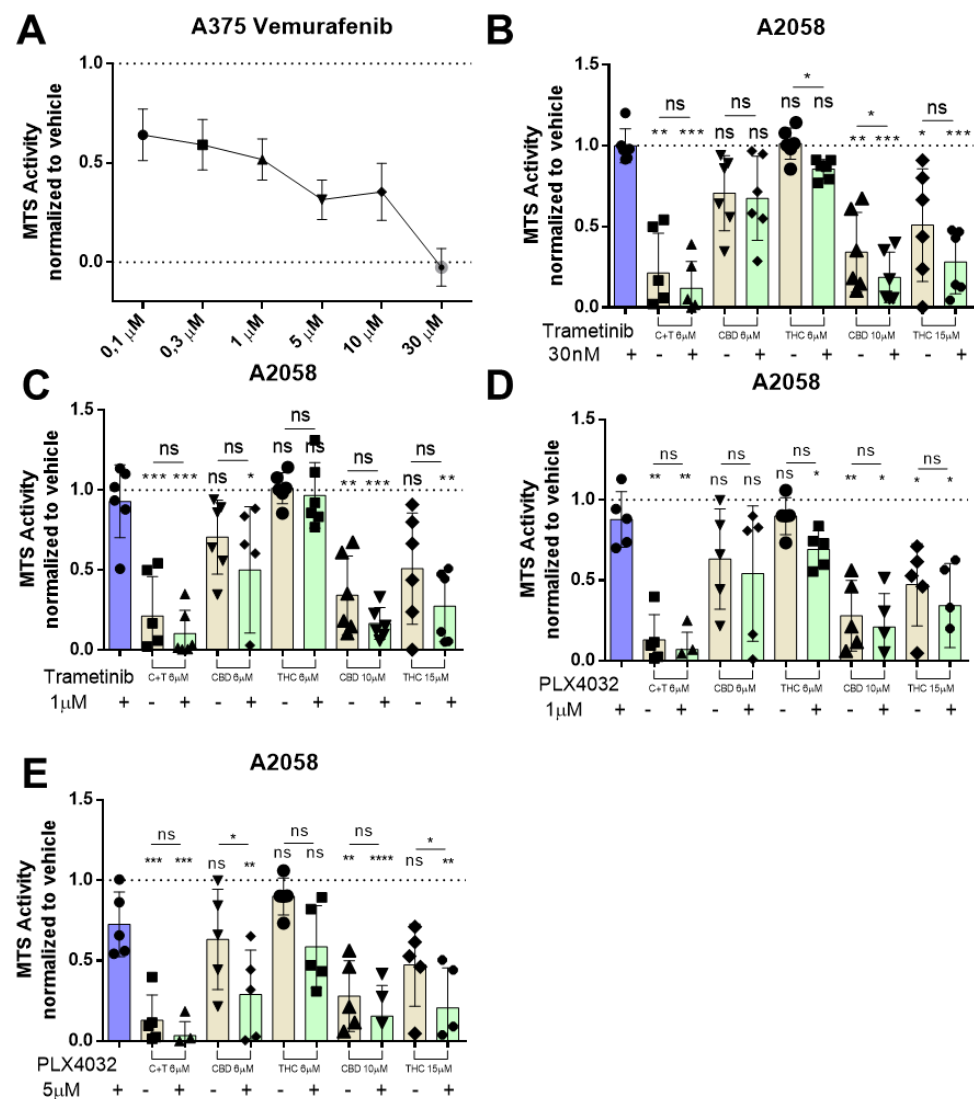 A
A375 Vemurafenib
MTS Activity
normalized to vehicle
1.0
0.5
0.0
0,1 µM
0,3 µM
1 µM
5 µM
10 µM
30 µM
B
A2058
MTS Activity
normalized to vehicle
1.5
1.0
0.5
0.0
ns ns * * ns
** *** ns ns ns ns ** *** * ***
C+T 6µM CBD 6µM THC 6µM CBD 10µM THC 15µM
Trametinib
30nM + - + - + - + - + - +
C
A2058
MTS Activity
normalized to vehicle
1.5
1.0
0.5
0.0
ns ns ns ns ns
*** *** ns * ns ns ** *** ns **
Trametinib C+T 6µM CBD 6µM THC 6µM CBD 10µM THC 15µM
1µM + - + - + - + - + - +
D
A2058
MTS Activity
normalized to vehicle
1.5
1.0
0.5
0.0
ns ns ns ns ns
** ** ns ns ns * ** * * *
PLX4032 C+T 6µM CBD 6µM THC 6µM CBD 10µM THC 15µM
1µM + - + - + - + - + - +
E
A2058
MTS Activity
normalized to vehicle
1.5
1.0
0.5
0.0
ns * ns ns *
*** *** ns ** ns ns ** **** ns **
PLX4032 C+T 6µM CBD 6µM THC 6µM CBD 10µM THC 15µM
5µM + - + - + - + - + - +